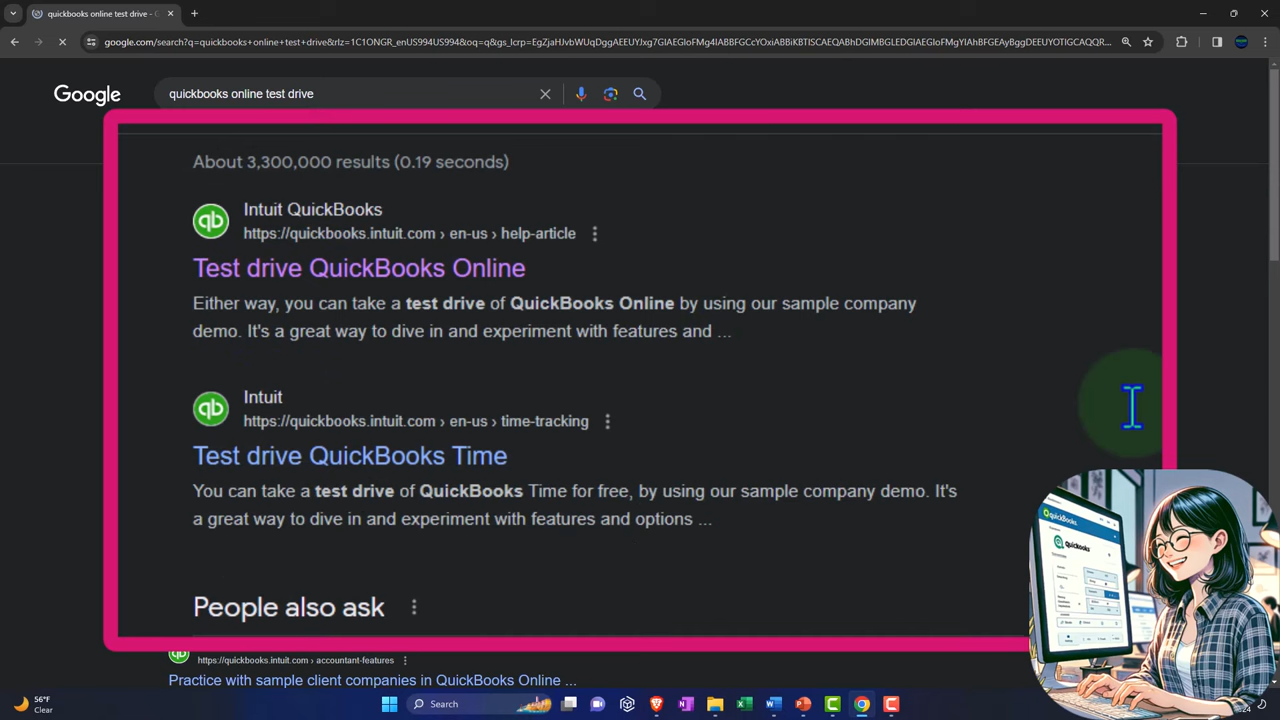 quickbooks online test drive - G
google.com/search?q=quickbooks+online+test+drive&rlz=1C1ONGR_enUS994US994&oq=q&gs_lcrp=
Google
quickbooks online test drive
About 3,300,000 results (0.19 seconds)
qb
Intuit QuickBooks
https://quickbooks.intuit.com › en-us › help-article
Test drive QuickBooks Online
Either way, you can take a test drive of QuickBooks Online by using our sample company
demo. It's a great way to dive in and experiment with features and ...
qb
Intuit
https://quickbooks.intuit.com › en-us › time-tracking
Test drive QuickBooks Time
You can take a test drive of QuickBooks Time for free, by using our sample company demo. It's
a great way to dive in and experiment with features and options ...
People also ask
https://quickbooks.intuit.com › accountant-features
Practice with sample client companies in QuickBooks Online ...
quickBooks
quickooks
56°F
Clear
Search